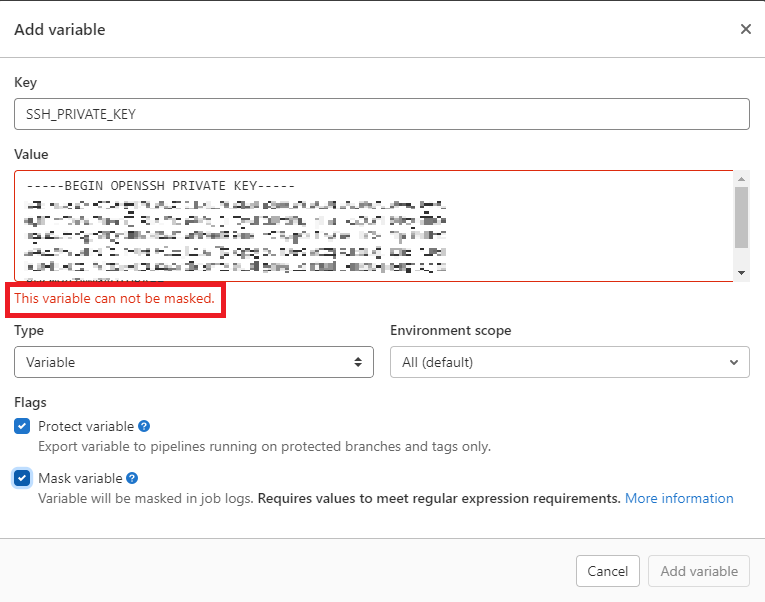 Add variable
Key
SSH_PRIVATE_KEY
Value
-----BEGIN OPENSSH PRIVATE KEY-----
This variable can not be masked.
Type
Environment scope
Variable
All (default)
Flags
Protect variable
Export variable to pipelines running on protected branches and tags only.
Mask variable
Variable will be masked in job logs. Requires values to meet regular expression requirements. More information
Cancel
Add variable